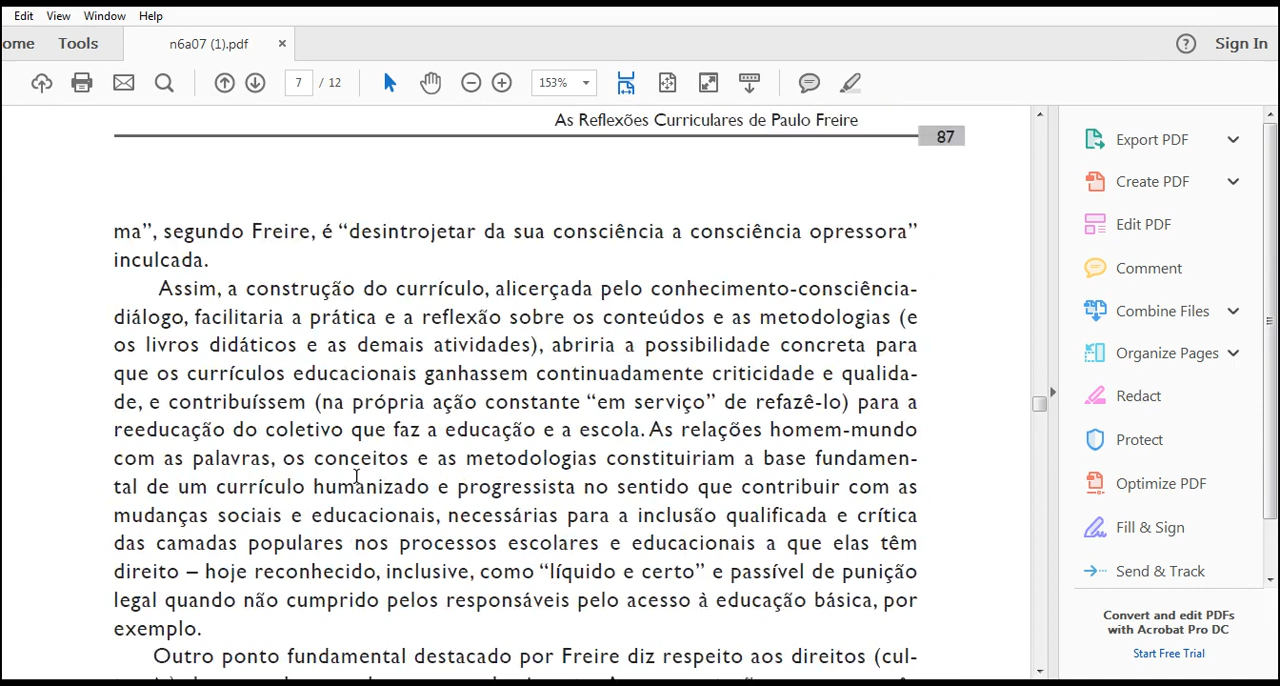 Edit View Window Help
ome Tools n6a07 (1).pdf × ? Sign In
7 / 12 153%
As Reflexões Curriculares de Paulo Freire
87
ma”, segundo Freire, é “desintrojetar da sua consciência a consciência opressora”
inculcada.
Assim, a construção do currículo, alicerçada pelo conhecimento-consciência-
diálogo, facilitaria a prática e a reflexão sobre os conteúdos e as metodologias (e
os livros didáticos e as demais atividades), abriria a possibilidade concreta para
que os currículos educacionais ganhassem continuadamente criticidade e qualida-
de, e contribuíssem (na própria ação constante “em serviço” de refazê-lo) para a
reeducação do coletivo que faz a educação e a escola. As relações homem-mundo
com as palavras, os conceitos e as metodologias constituiriam a base fundamen-
tal de um currículo humanizado e progressista no sentido que contribuir com as
mudanças sociais e educacionais, necessárias para a inclusão qualificada e crítica
das camadas populares nos processos escolares e educacionais a que elas têm
direito – hoje reconhecido, inclusive, como “líquido e certo” e passível de punição
legal quando não cumprido pelos responsáveis pelo acesso à educação básica, por
exemplo.
Outro ponto fundamental destacado por Freire diz respeito aos direitos (cul-
Export PDF
Create PDF
Edit PDF
Comment
Combine Files
Organize Pages
Redact
Protect
Optimize PDF
Fill & Sign
Send & Track
Convert and edit PDFs
with Acrobat Pro DC
Start Free Trial